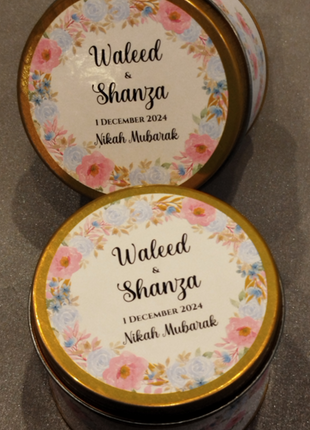 Waleed
&
Shanza
1 December 2024
Nikah Mubarak
Waleed
&
Shanza
1 December 2024
Nikah Mubarak